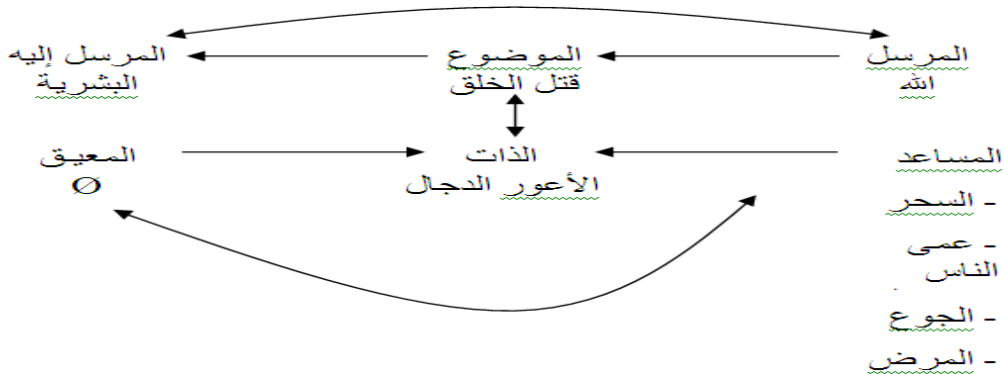 المرسل
الله
الموضوع
قتل الخلق
المرسل إليه
البشرية
المساعد
- السحر
- عمى
الناس
- الجوع
- المرض
الذات
الأعور الدجال
المعيق
Ø